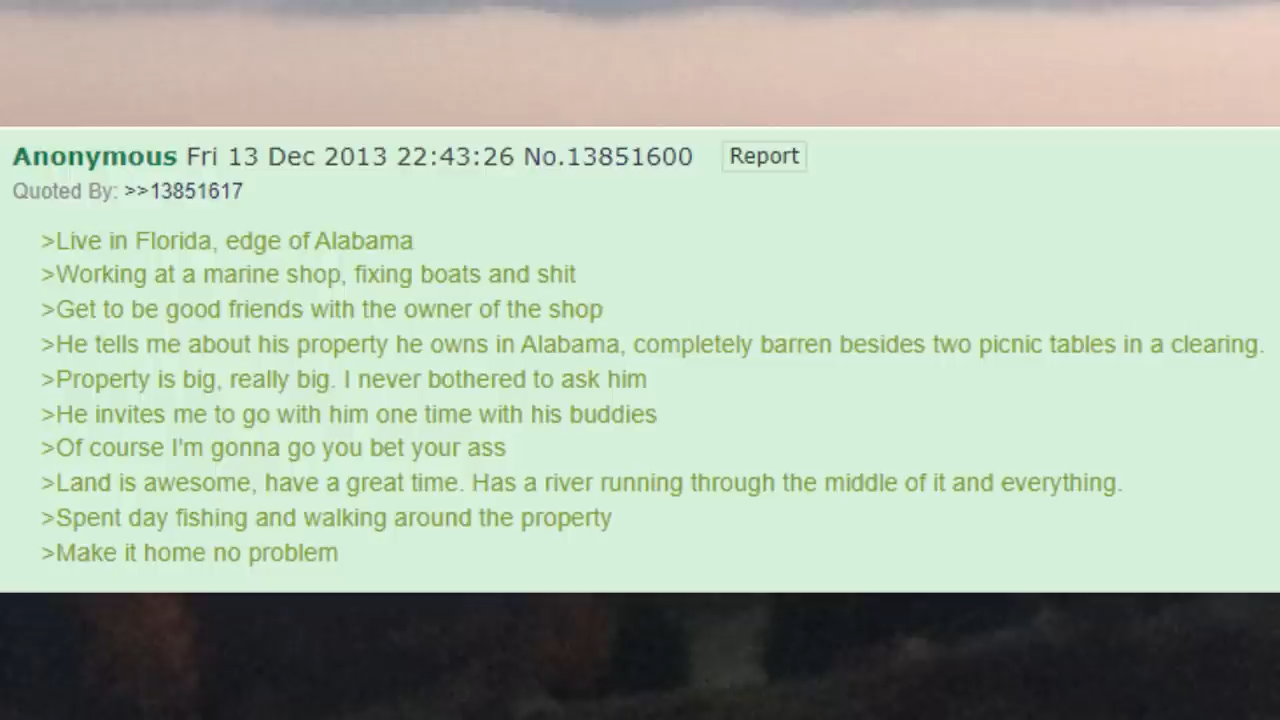 Anonymous Fri 13 Dec 2013 22:43:26 No.13851600 Report
Quoted By: >>13851617
>Live in Florida, edge of Alabama
>Working at a marine shop, fixing boats and shit
>Get to be good friends with the owner of the shop
>He tells me about his property he owns in Alabama, completely barren besides two picnic tables in a clearing.
>Property is big, really big. I never bothered to ask him
>He invites me to go with him one time with his buddies
>Of course I'm gonna go you bet your ass
>Land is awesome, have a great time. Has a river running through the middle of it and everything.
>Spent day fishing and walking around the property
>Make it home no problem